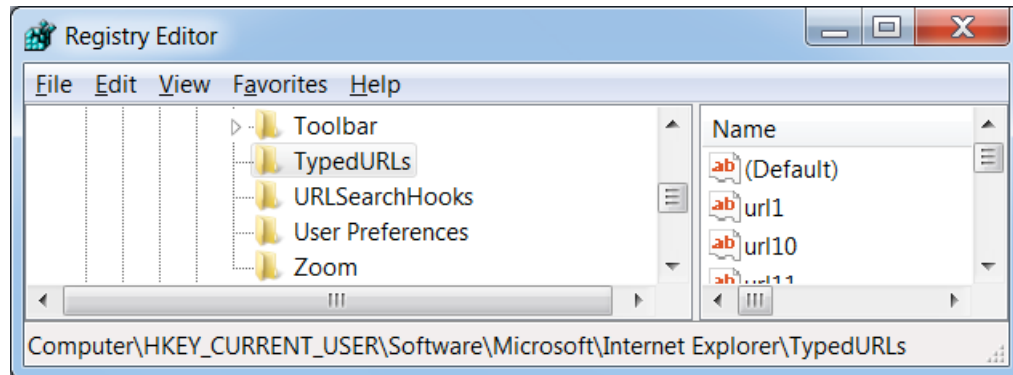 Registry Editor
File Edit View Favorites Help
Toolbar
TypedURLs
URLSearchHooks
User Preferences
Zoom
Name
(Default)
url1
url10
url11
Computer\HKEY_CURRENT_USER\Software\Microsoft\Internet Explorer\TypedURLs